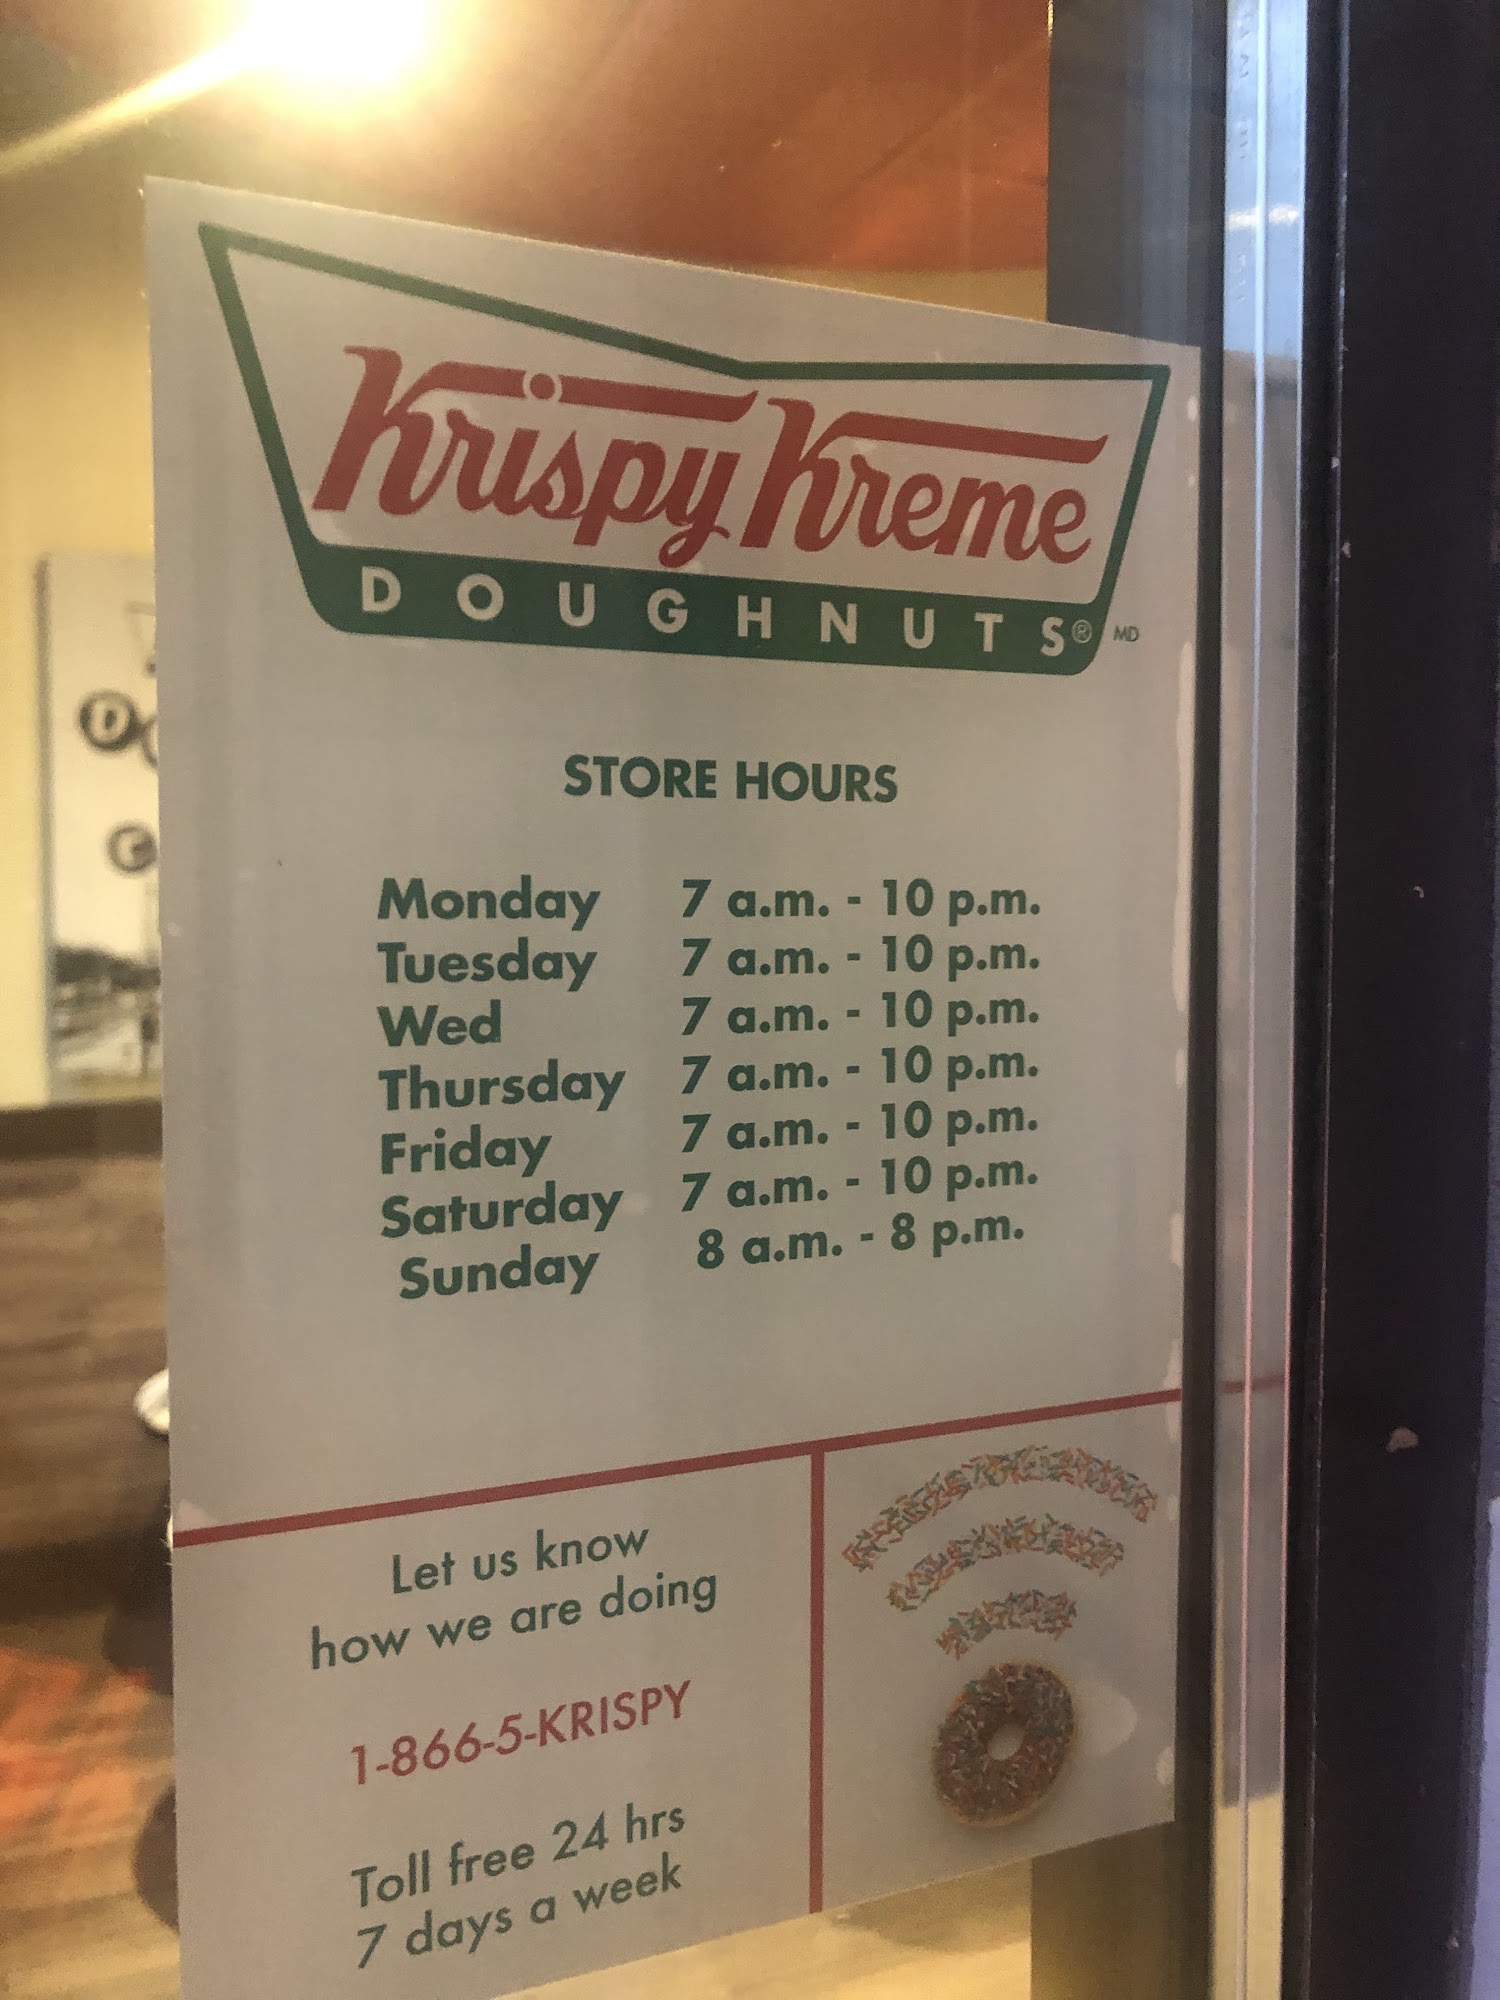 Krispy Kreme
DOUGHNUTS® MD
STORE HOURS
Monday 7 a.m. - 10 p.m.
Tuesday 7 a.m. - 10 p.m.
Wed 7 a.m. - 10 p.m.
Thursday 7 a.m. - 10 p.m.
Friday 7 a.m. - 10 p.m.
Saturday 7 a.m. - 10 p.m.
Sunday 8 a.m. - 8 p.m.
Let us know
how we are doing
1-866-5-KRISPY
Toll free 24 hrs
7 days a week